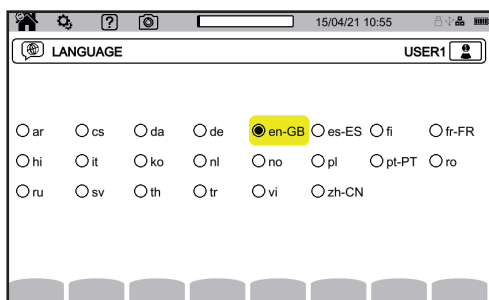 ? 15/04/21 10:55
LANGUAGE USER1
ar cs da de en-GB es-ES fi fr-FR
hi it ko nl no pl pt-PT ro
ru sv th tr vi zh-CN